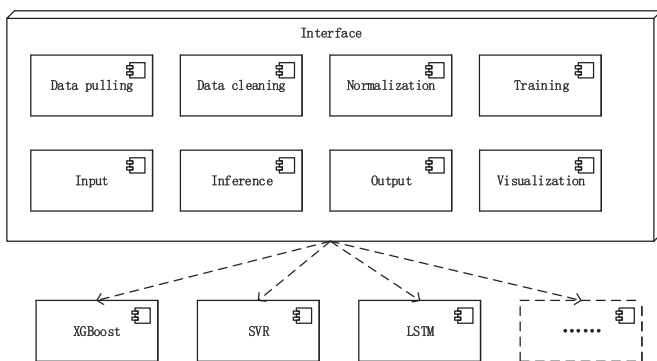 Interface
Data pulling Data cleaning Normalization Training
Input Inference Output Visualization
XGBoost SVR LSTM ......